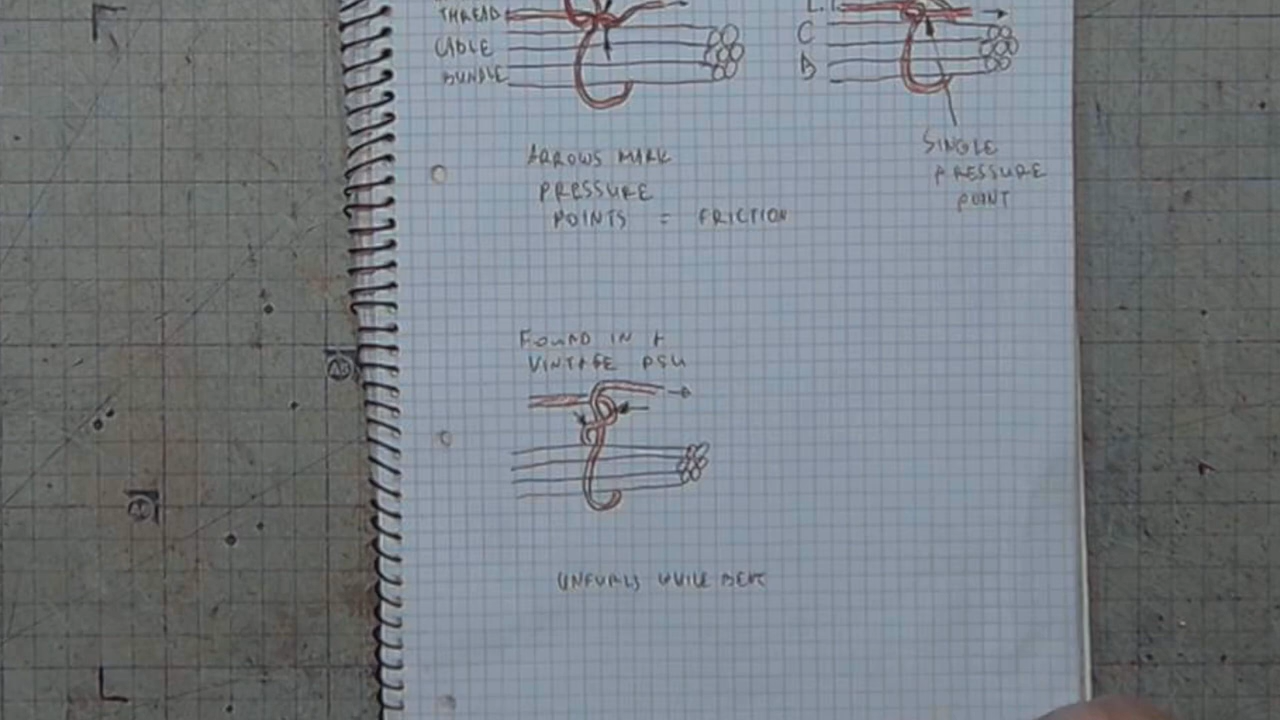 THREAD
CABLE
BUNDLE
L.T.
C
B
ARROWS MARK
PRESSURE
POINTS = FRICTION
SINGLE
PRESSURE
POINT
FOUND IN A
VINTAGE PSU
UNFURLS WHILE BENT